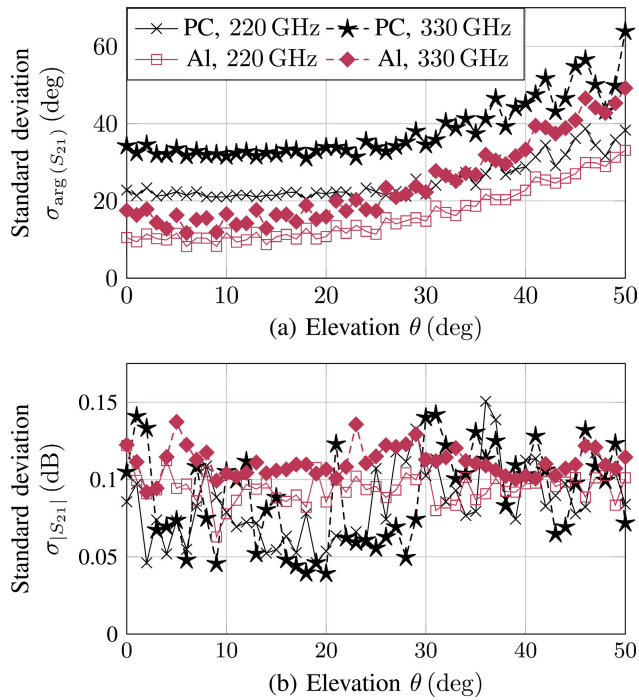 PC, 220 GHz
PC, 330 GHz
Al, 220 GHz
Al, 330 GHz
Standard deviation
σarg (S21) (deg)
60
40
20
0
0
10
20
30
40
50
(a) Elevation θ (deg)
Standard deviation
σ|S21| (dB)
0.15
0.1
0.05
0.0
0
10
20
30
40
50
(b) Elevation θ (deg)